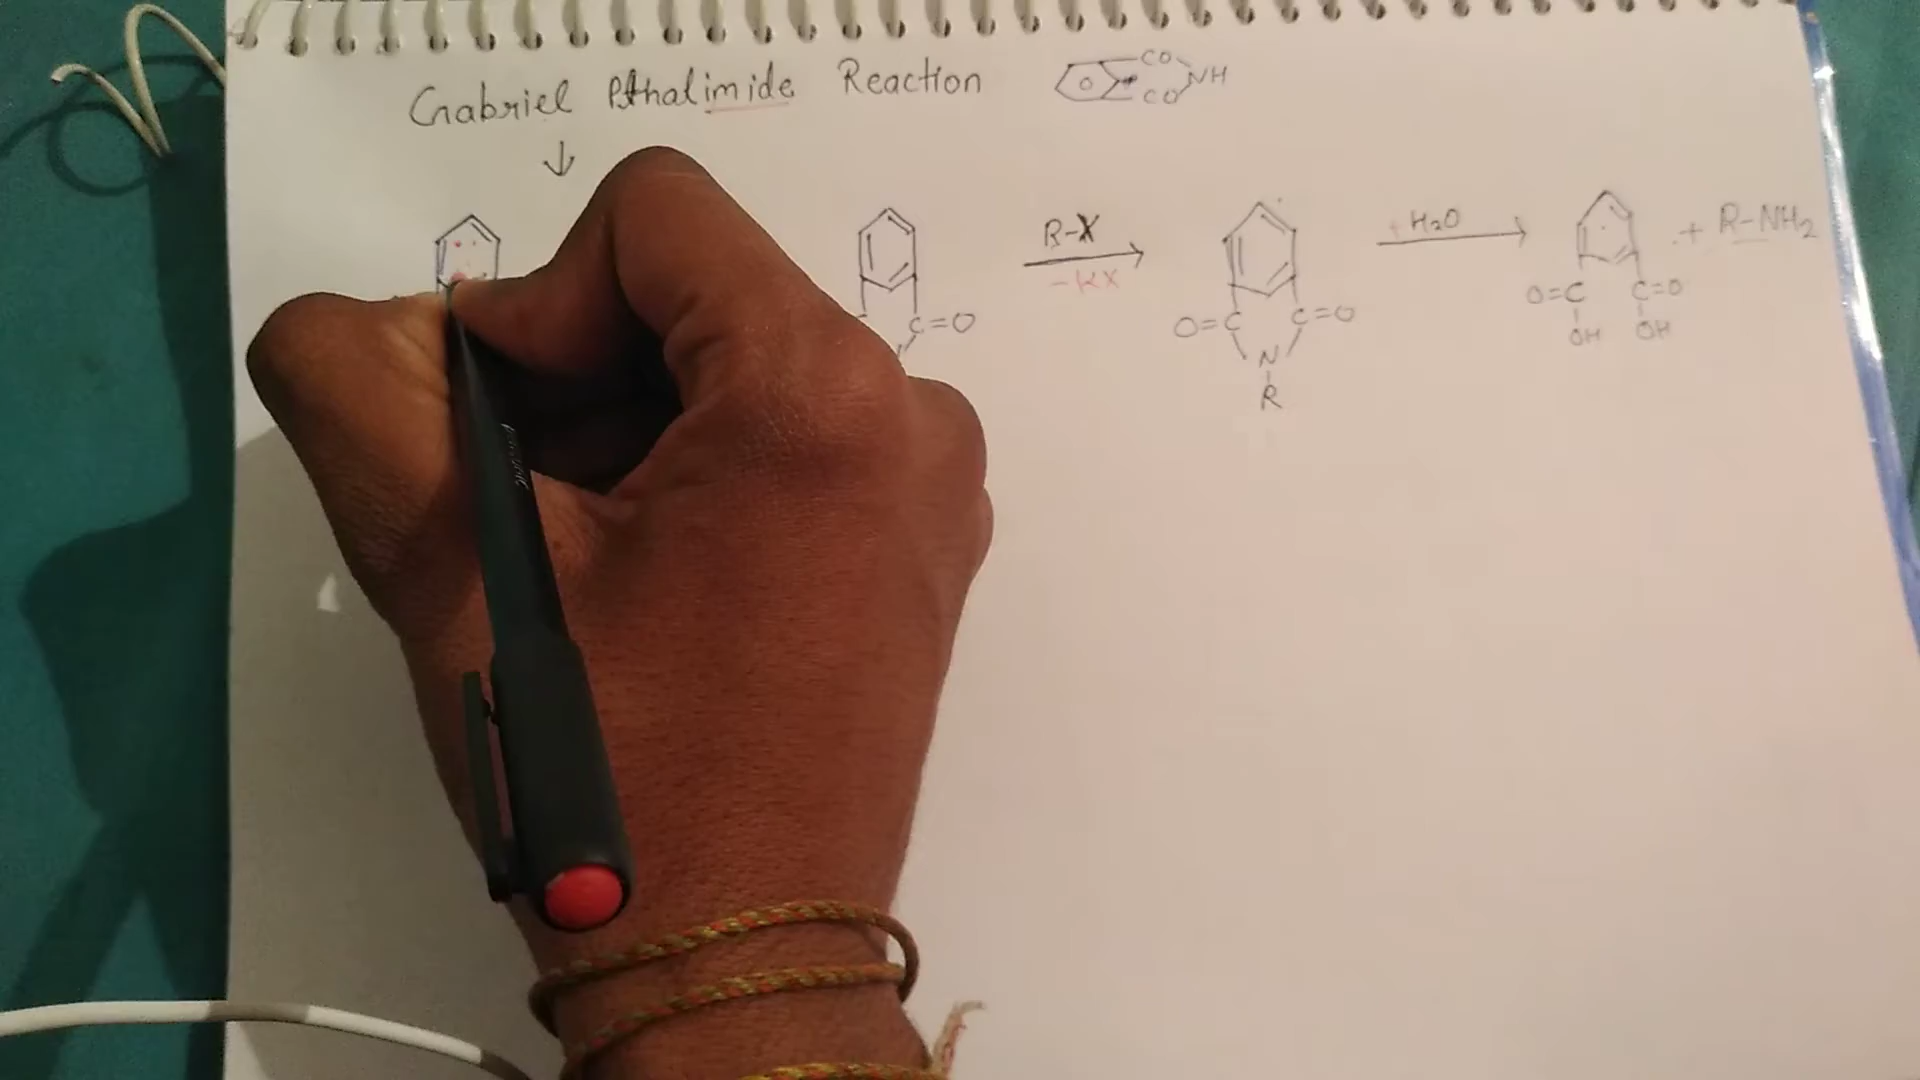 Gabriel Pthalimide Reaction
CO
NH
CO
R-X
-KX
+H2O
+ R-NH2
C=O
O=C C=O
N
R
O=C C=O
OH OH